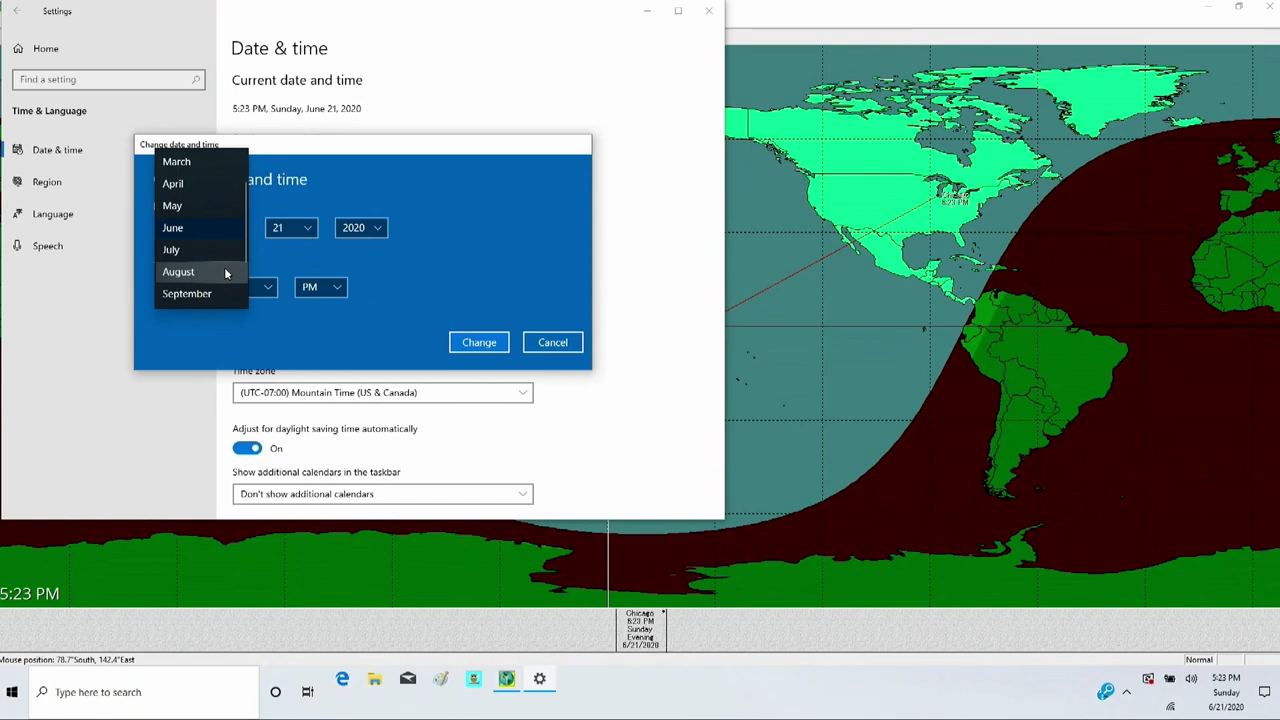 Settings
Home
Find a setting
Time & Language
Date & time
Region
Language
Speech
Date & time
Current date and time
5:23 PM, Sunday, June 21, 2020
Change date and time
and time
March
April
May
June
July
August
September
21
2020
PM
Change
Cancel
Time zone
(UTC-07:00) Mountain Time (US & Canada)
Adjust for daylight saving time automatically
On
Show additional calendars in the taskbar
Don't show additional calendars
Chicago
6:23 PM
5:23 PM
Chicago
6:23 PM
Sunday
Evening
6/21/2020
Mouse position: 78.7°South, 142.4°East
Normal
Type here to search
5:23 PM
Sunday
6/21/2020